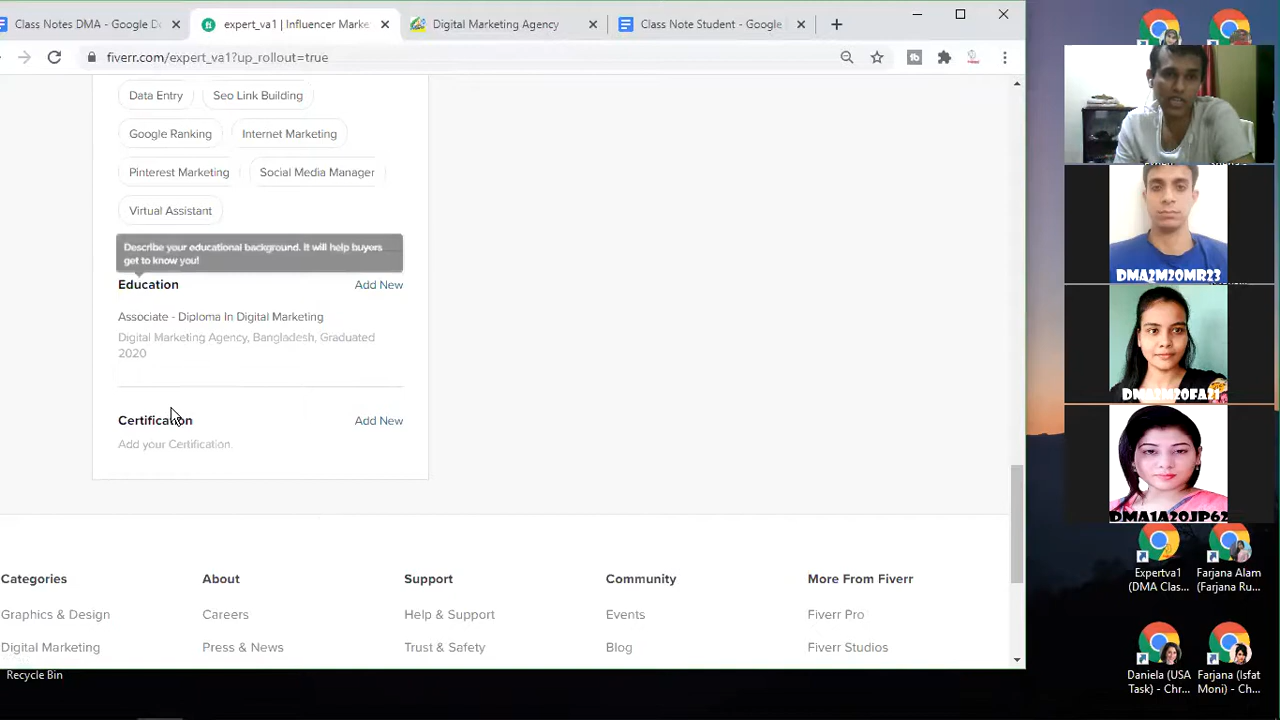 Class Notes DMA - Google D
expert_va1 | Influencer Marke
Digital Marketing Agency
Class Note Student - Google
fiverr.com/expert_va1?up_rollout=true
Data Entry
Seo Link Building
Google Ranking
Internet Marketing
Pinterest Marketing
Social Media Manager
Virtual Assistant
Describe your educational background. It will help buyers
get to know you!
Education
Add New
Associate - Diploma In Digital Marketing
Digital Marketing Agency, Bangladesh, Graduated
2020
Certification
Add New
Add your Certification.
Categories
About
Support
Community
More From Fiverr
Graphics & Design
Careers
Help & Support
Events
Fiverr Pro
Digital Marketing
Press & News
Trust & Safety
Blog
Fiverr Studios
Recycle Bin
DMA2M20MR23
DMA2M20FA21
DMA1A20JP62
Expertva1
(DMA Clas...
Farjana Alam
(Farjana Ru...
Daniela (USA
Task) - Chr...
Farjana (Isfat
Moni) - Ch...